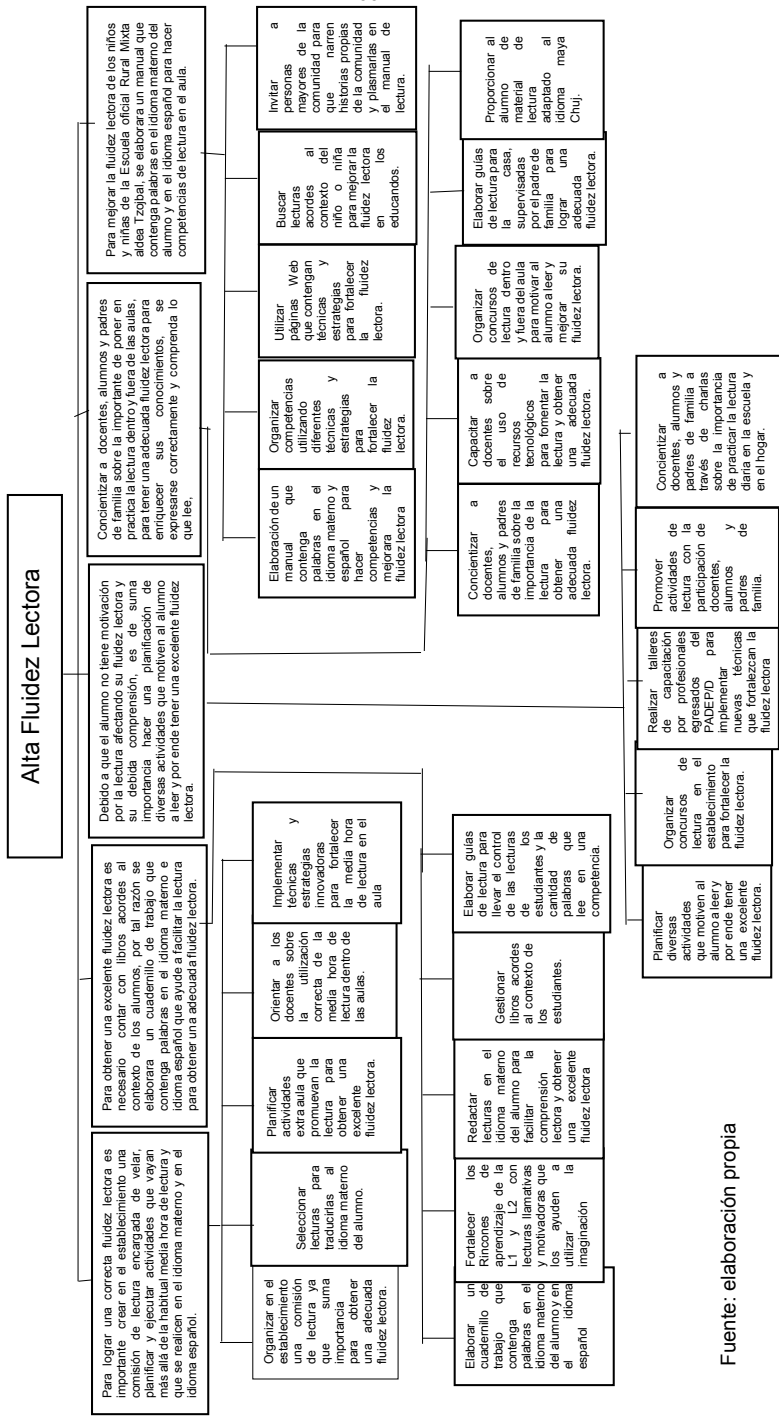 Alta Fluidez Lectora
Para lograr una correcta fluidez lectora es
importante crear en el establecimiento una
comisión de lectura encargada de velar,
planificar y ejecutar actividades que vayan
más allá de la habitual media hora de lectura y
que se realicen en el idioma materno y en el
idioma español.
Para obtener una excelente fluidez lectora es
necesario contar con libros acordes al
contexto de los alumnos, por tal razón se
elaborara un cuadernillo de trabajo que
contenga palabras en el idioma materno e
idioma español que ayude a facilitar la lectura
para obtener una adecuada fluidez lectora.
Debido a que el alumno no tiene motivación
por la lectura afectando su fluidez lectora y
su debida comprensión, es de suma
importancia hacer una planificación de
diversas actividades que motiven al alumno
a leer y por ende tener una excelente fluidez
lectora.
Concientizar a docentes, alumnos y padres
de familia sobre la importante de poner en
practica la lectura dentro y fuera de las aulas,
para tener una adecuada fluidez lectora para
enriquecer sus conocimientos, se
expresarse correctamente y comprenda lo
que lee,
Para mejorar la fluidez lectora de los niños
y niñas de la Escuela oficial Rural Mixta
aldea Tzojbal, se elaborara un manual que
contenga palabras en el idioma materno del
alumno y en el idioma español para hacer
competencias de lectura en el aula.
Organizar en el
establecimiento
una comisión
de lectura ya
que suma
importancia
para obtener
una adecuada
fluidez lectora.
Seleccionar
lecturas para
traducirlas al
idioma materno
del alumno.
Planificar
actividades
extra aula que
promuevan la
lectura para
obtener una
excelente
fluidez lectora.
Orientar a los
docentes sobre
la utilización
correcta de la
media hora de
lectura dentro de
las aulas.
Implementar
técnicas y
estrategias
innovadoras
para fortalecer
la media hora
de lectura en el
aula
Elaboración de un
manual que
contenga
palabras en el
idioma materno y
español para
hacer
competencias y
mejorara la
fluidez lectora
Organizar
competencias
utilizando
diferentes
técnicas y
estrategias
para
fortalecer la
fluidez
lectora.
Utilizar
páginas Web
que contengan
técnicas y
estrategias
para fortalecer
la fluidez
lectora.
Buscar
lecturas
acordes al
contexto del
niño o niña
para mejorar la
fluidez lectora
en los
educandos.
Invitar a
personas
mayores de la
comunidad para
que narren
historias propias
de la comunidad
y plasmarlas en
el manual de
lectura.
Elaborar un
cuadernillo de
trabajo que
contenga
palabras en el
idioma materno
del alumno y en
el idioma
español
Fortalecer los
Rincones de
aprendizaje de la
L1 y L2 con
lecturas llamativas
y motivadoras que
los ayuden a
utilizar la
imaginación
Redactar
lecturas en el
idioma materno
del alumno para
facilitar la
comprensión
lectora y obtener
una excelente
fluidez lectora
Gestionar
libros acordes
al contexto de
los
estudiantes.
Elaborar guías
de lectura para
llevar el control
de las lecturas
de los
estudiantes y la
cantidad de
palabras que
lee en una
competencia.
Concientizar a
docentes,
alumnos y padres
de familia sobre la
importancia de la
lectura para
obtener una
adecuada fluidez
lectora.
Capacitar a
docentes sobre
el uso de
recursos
tecnológicos
para fomentar la
lectura y obtener
una adecuada
fluidez lectora.
Organizar
concursos de
lectura dentro
y fuera del aula
para motivar al
alumno a leer y
mejorar su
fluidez lectora.
Elaborar guías
de lectura para
la casa,
supervisadas
por el padre de
familia para
lograr una
adecuada
fluidez lectora.
Proporcionar al
alumno
material de
lectura
adaptado al
idioma maya
Chuj.
Planificar
diversas
actividades
que motiven al
alumno a leer y
por ende tener
una excelente
fluidez lectora.
Organizar
concursos de
lectura en el
establecimiento
para fortalecer la
fluidez lectora.
Realizar talleres
de capacitación
por profesionales
egresados del
PADEP/D para
implementar
nuevas técnicas
que fortalezcan la
fluidez lectora
Promover
actividades de
lectura con la
participación de
docentes,
alumnos y
padres de
familia.
Concientizar a
docentes, alumnos y
padres de familia a
través de charlas
sobre la importancia
de practicar la lectura
diaria en la escuela y
en el hogar.
Fuente: elaboración propia